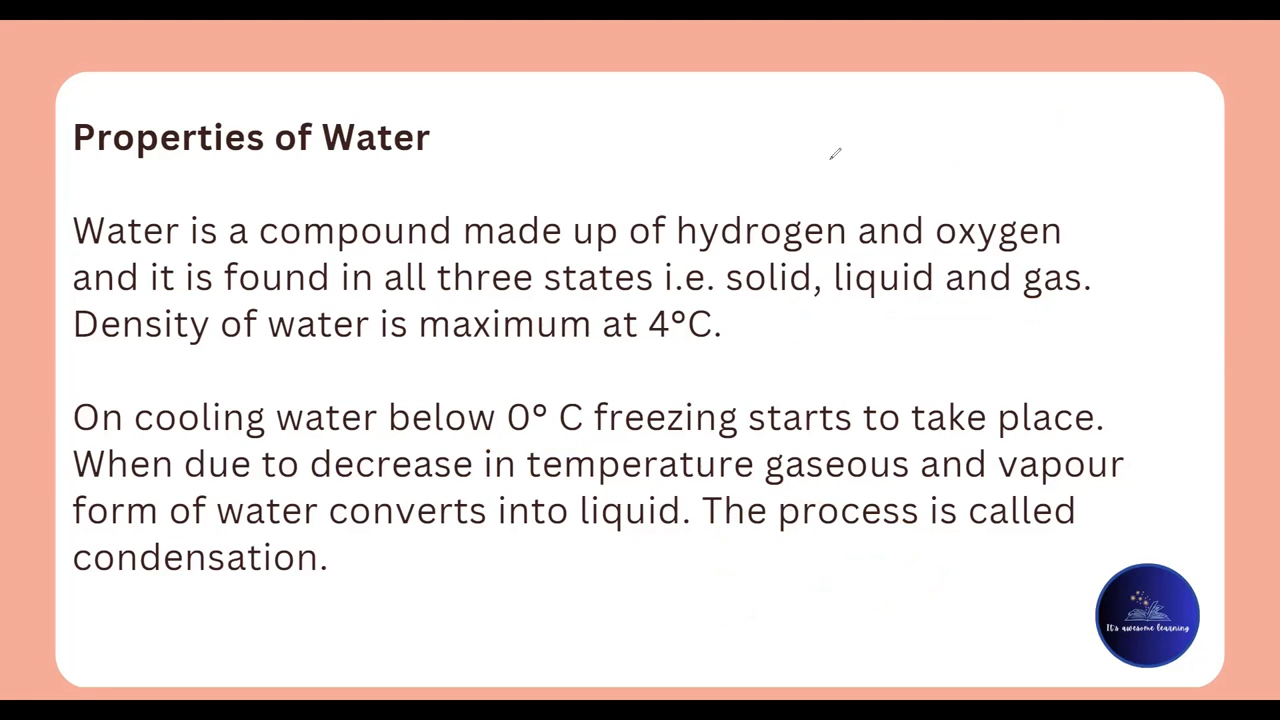 Properties of Water
Water is a compound made up of hydrogen and oxygen
and it is found in all three states i.e. solid, liquid and gas.
Density of water is maximum at 4°C.
On cooling water below 0° C freezing starts to take place.
When due to decrease in temperature gaseous and vapour
form of water converts into liquid. The process is called
condensation.
It's awesome learning